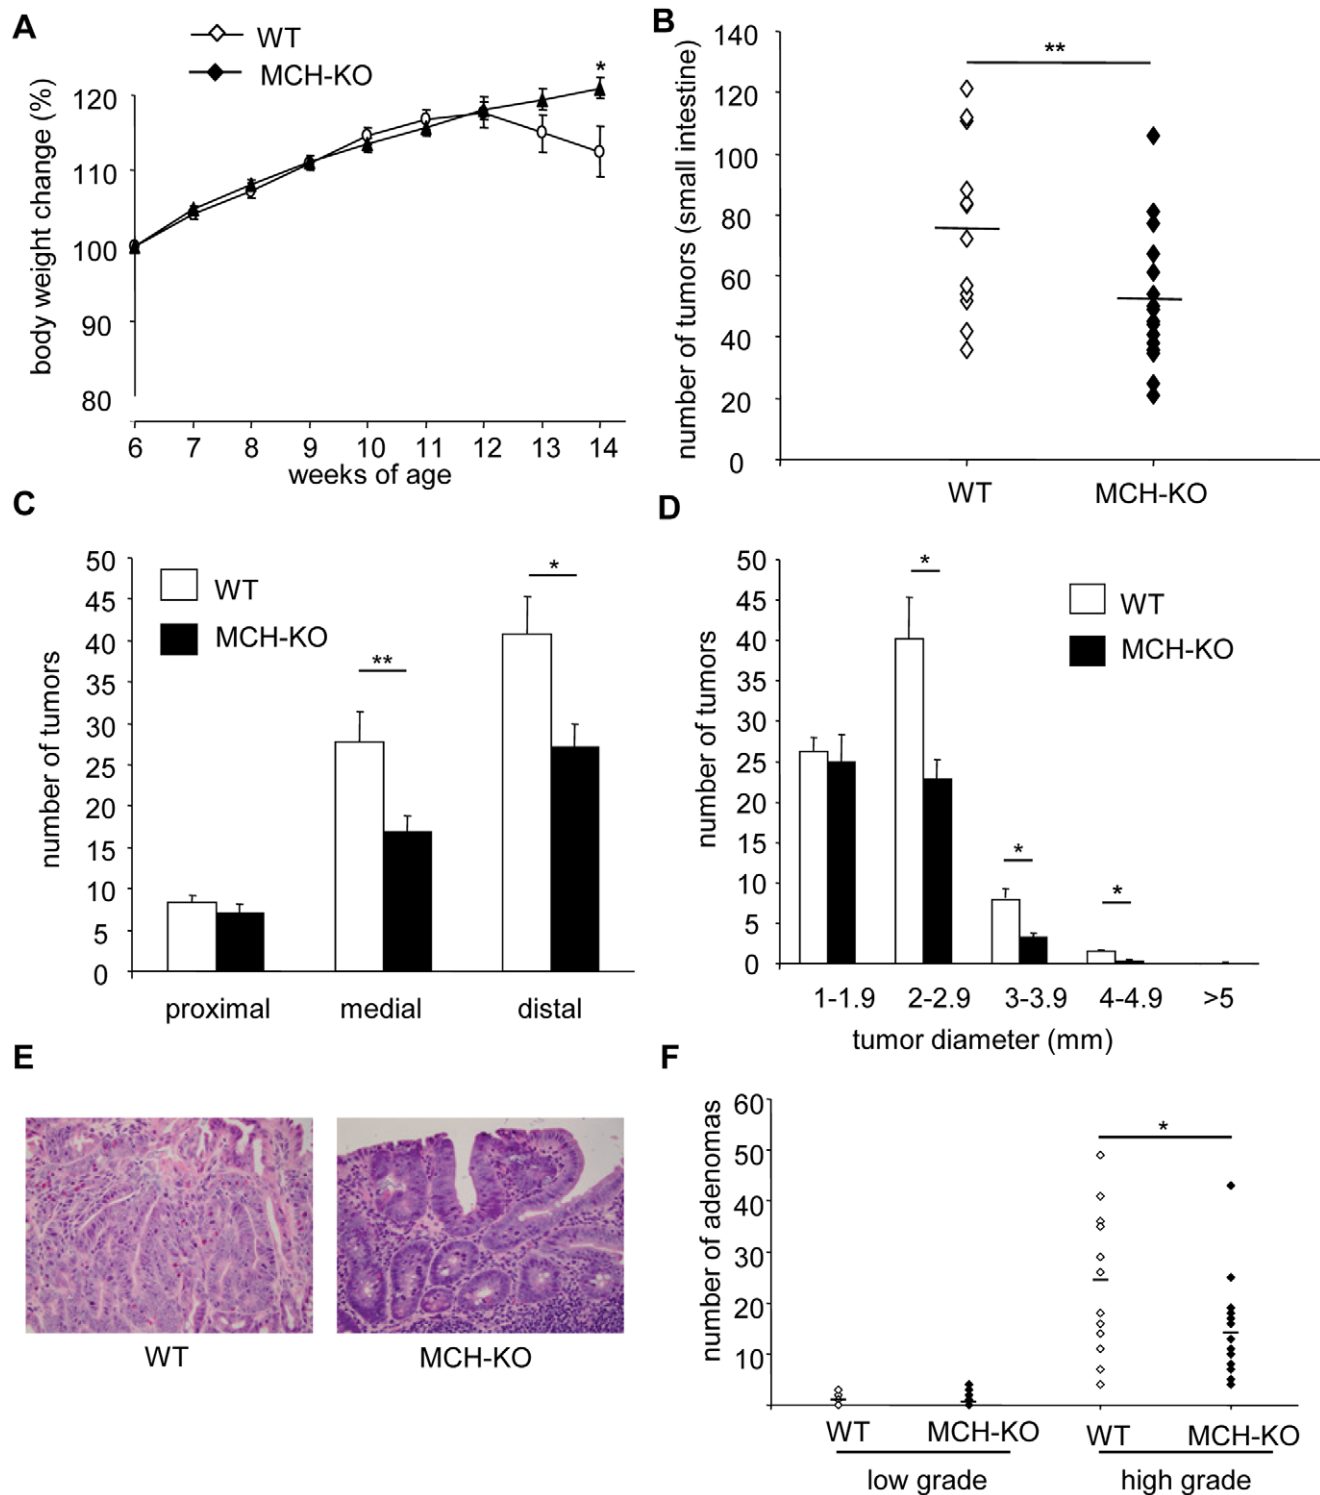 A
WT
MCH-KO
body weight change (%)
120
110
100
90
80
*
6 7 8 9 10 11 12 13 14
weeks of age
B
number of tumors (small intestine)
140
120
100
80
60
40
20
0
**
WT MCH-KO
C
number of tumors
50
45
40
35
30
25
20
15
10
5
0
WT
MCH-KO
**
*
proximal medial distal
D
number of tumors
50
45
40
35
30
25
20
15
10
5
0
*
*
*
WT
MCH-KO
1-1.9 2-2.9 3-3.9 4-4.9 >5
tumor diameter (mm)
E
WT MCH-KO
F
number of adenomas
60
50
40
30
20
10
*
WT MCH-KO WT MCH-KO
low grade high grade